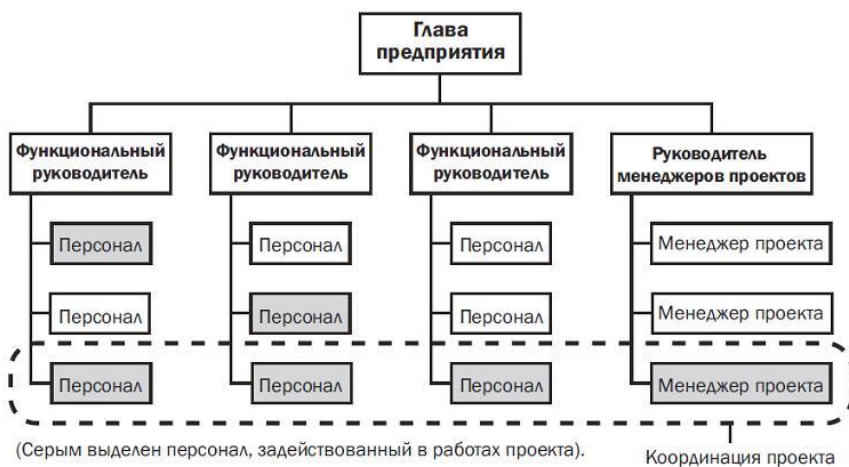 Глава
предприятия
Функциональный
руководитель
Функциональный
руководитель
Функциональный
руководитель
Руководитель
менеджеров проектов
Персонал
Персонал
Персонал
Менеджер проекта
Персонал
Персонал
Персонал
Менеджер проекта
Персонал
Персонал
Персонал
Менеджер проекта
(Серым выделен персонал, задействованный в работах проекта).
Координация проекта